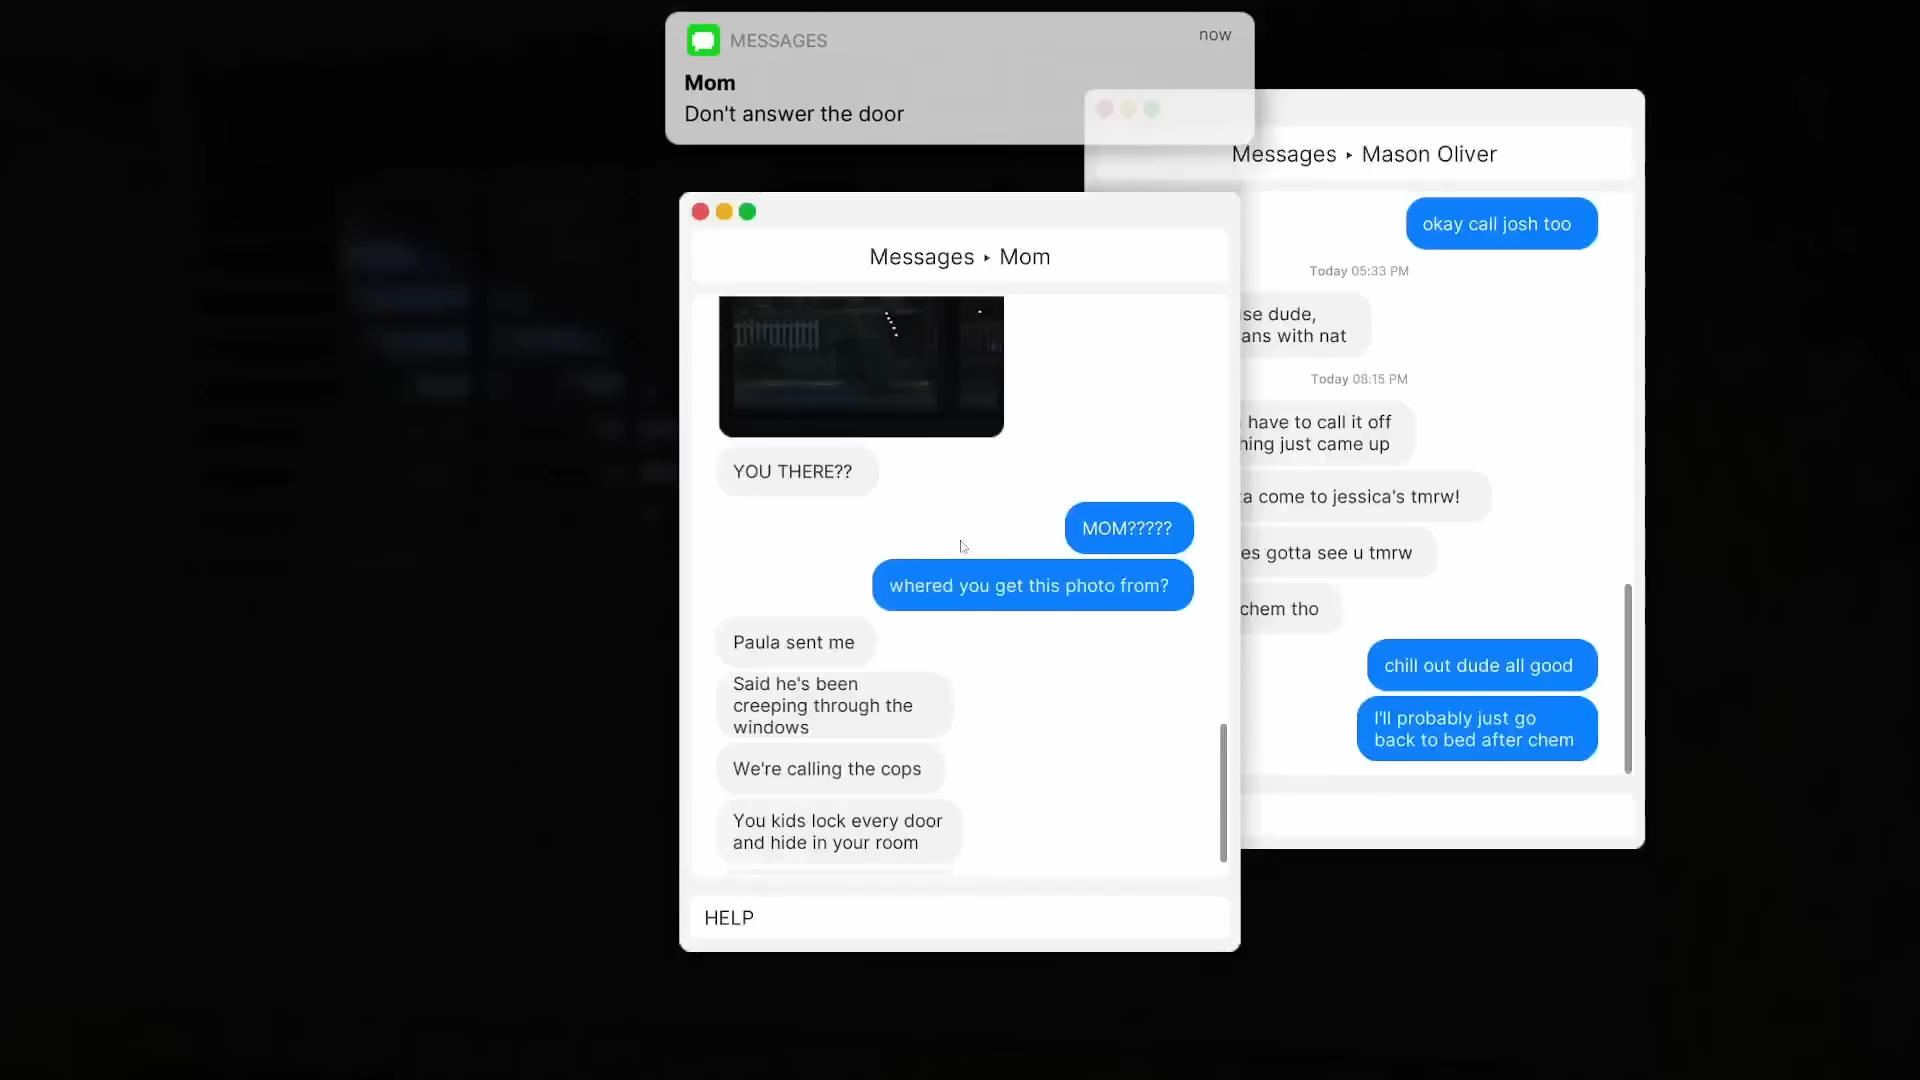 MESSAGES
now
Mom
Don't answer the door
Messages ▸ Mason Oliver
okay call josh too
Today 05:33 PM
se dude,
ans with nat
Today 08:15 PM
have to call it off
hing just came up
a come to jessica's tmrw!
es gotta see u tmrw
chem tho
chill out dude all good
I'll probably just go
back to bed after chem
Messages ▸ Mom
YOU THERE??
MOM?????
whered you get this photo from?
Paula sent me
Said he's been
creeping through the
windows
We're calling the cops
You kids lock every door
and hide in your room
HELP